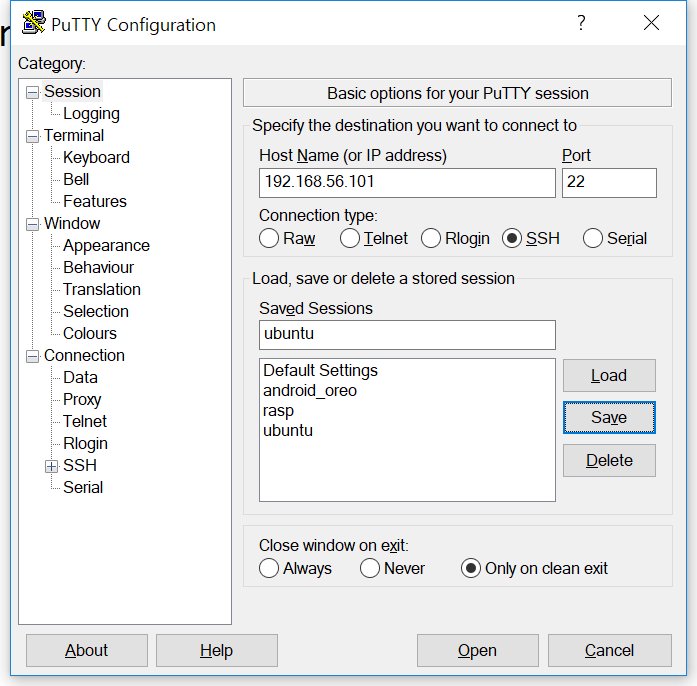 PuTTY Configuration
?
Category:
Session
Logging
Terminal
Keyboard
Bell
Features
Window
Appearance
Behaviour
Translation
Selection
Colours
Connection
Data
Proxy
Telnet
Rlogin
SSH
Serial
Basic options for your PuTTY session
Specify the destination you want to connect to
Host Name (or IP address) Port
192.168.56.101 22
Connection type:
Raw Telnet Rlogin SSH Serial
Load, save or delete a stored session
Saved Sessions
ubuntu
Default Settings
android_oreo
rasp
ubuntu
Load
Save
Delete
Close window on exit:
Always Never Only on clean exit
About Help Open Cancel